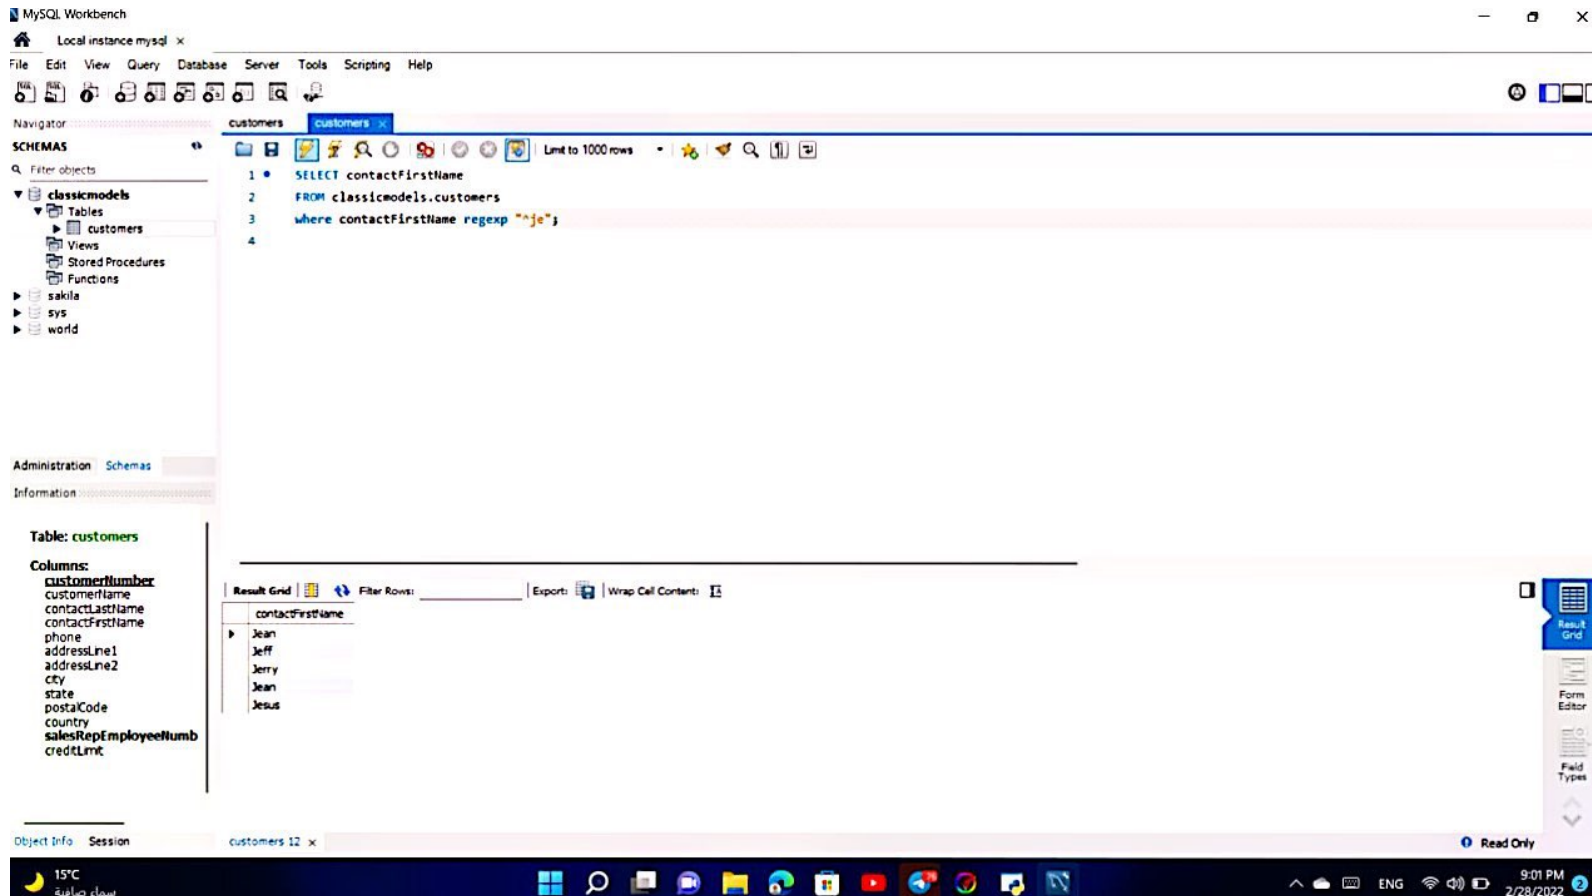 MySQL Workbench
Local instance mysql ×
File Edit View Query Database Server Tools Scripting Help
Navigator
SCHEMAS
Filter objects
classicmodels
Tables
customers
Views
Stored Procedures
Functions
sakila
sys
world
Administration Schemas
Information
Table: customers
Columns:
customerNumber
customerName
contactLastName
contactFirstName
phone
addressLine1
addressLine2
city
state
postalCode
country
salesRepEmployeeNumb
creditLimit
Object Info Session
customers customers ×
Limit to 1000 rows
1 SELECT contactFirstName
2 FROM classicmodels.customers
3 where contactFirstName regexp "^je";
4
Result Grid Filter Rows: Export: Wrap Cell Content:
contactFirstName
Jean
Jeff
Jerry
Jean
Jesus
Result
Grid
Form
Editor
Field
Types
customers 12 ×
Read Only
15°C
سماء صافية
ENG
9:01 PM
2/28/2022
2